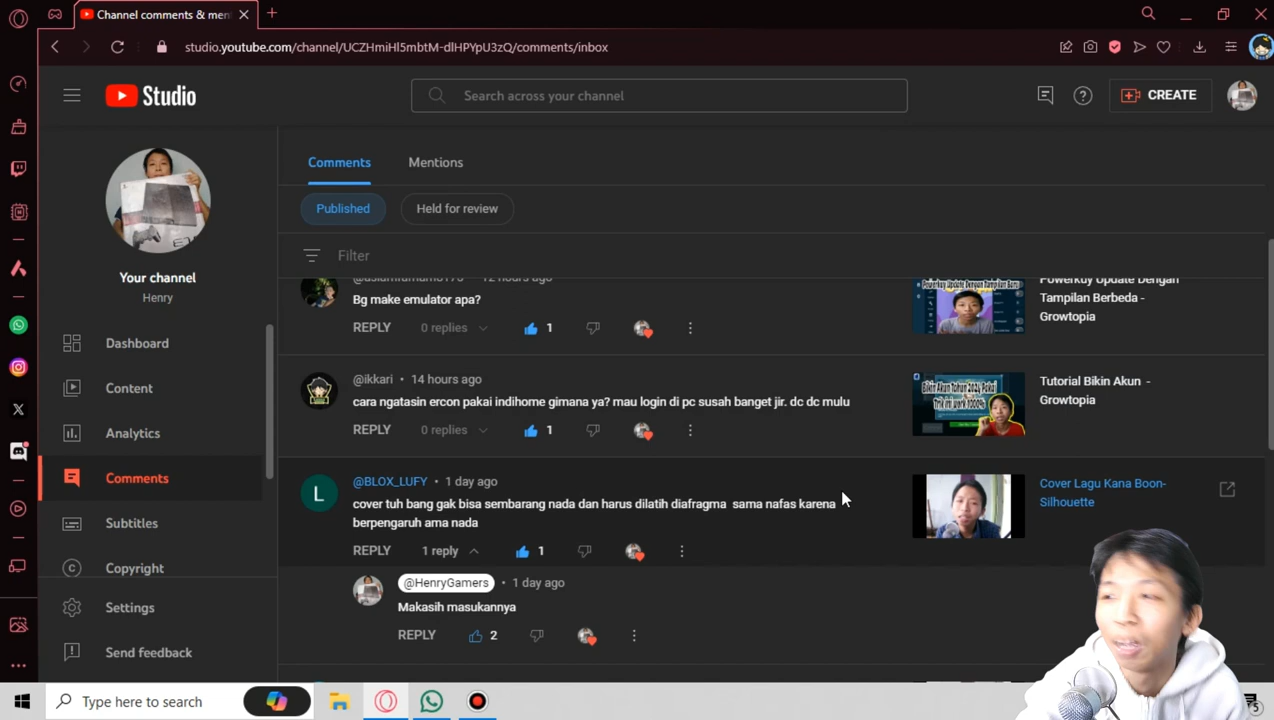 Channel comments & men
studio.youtube.com/channel/UCZHmiHl5mbtM-dlHPYpU3zQ/comments/inbox
Studio
Search across your channel
CREATE
Your channel
Henry
Dashboard
Content
Analytics
Comments
Subtitles
Copyright
Settings
Send feedback
Comments
Mentions
Published
Held for review
Filter
12 hours ago
Bg make emulator apa?
REPLY
0 replies
1
Powerkuy Update Dengan
Tampilan Berbeda -
Growtopia
@ikkari • 14 hours ago
cara ngatasin ercon pakai indihome gimana ya? mau login di pc susah banget jir. dc dc mulu
REPLY
0 replies
1
Tutorial Bikin Akun -
Growtopia
@BLOX_LUFY • 1 day ago
cover tuh bang gak bisa sembarang nada dan harus dilatih diafragma sama nafas karena
berpengaruh ama nada
REPLY
1 reply
1
L
Cover Lagu Kana Boon-
Silhouette
@HenryGamers • 1 day ago
Makasih masukannya
REPLY
2
Type here to search
5